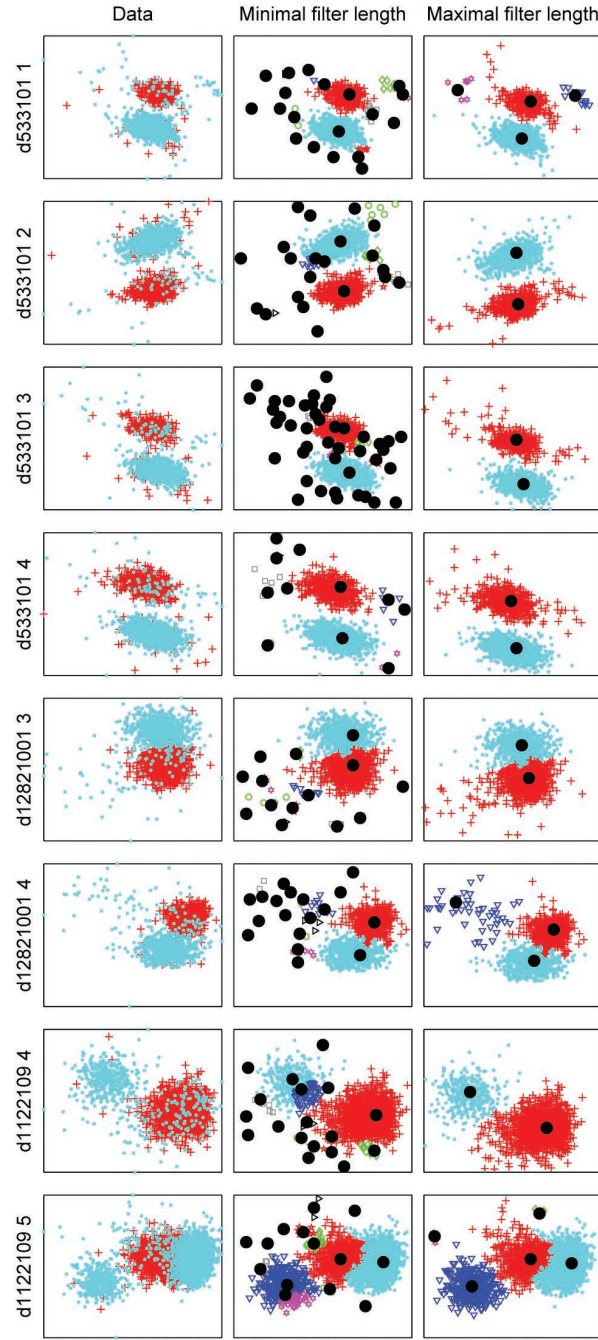 Data Minimal filter length Maximal filter length
d533101 1
d533101 2
d533101 3
d533101 4
d12821001 3
d12821001 4
d1122109 4
d1122109 5